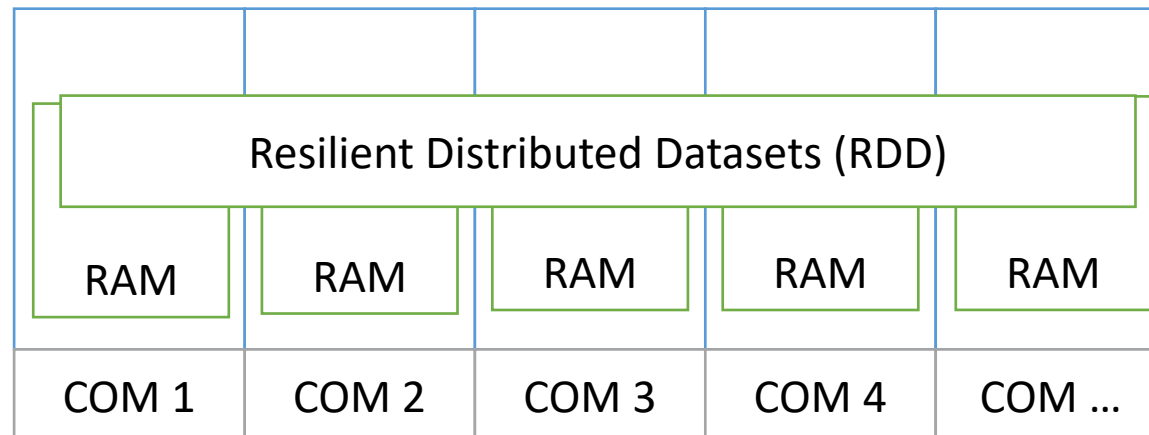 Resilient Distributed Datasets (RDD)
RAM RAM RAM RAM RAM
COM 1 COM 2 COM 3 COM 4 COM ...